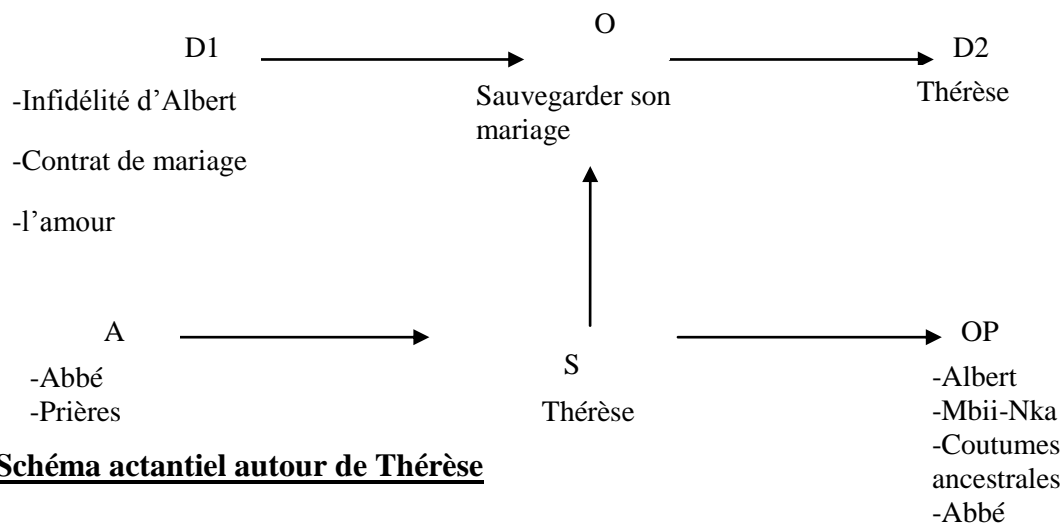 D1
O
D2
-Infidélité d’Albert
-Contrat de mariage
-l’amour
Sauvegarder son
mariage
Thérèse
A
-Abbé
-Prières
S
Thérèse
OP
-Albert
-Mbii-Nka
-Coutumes
ancestrales
-Abbé
Schéma actantiel autour de Thérèse